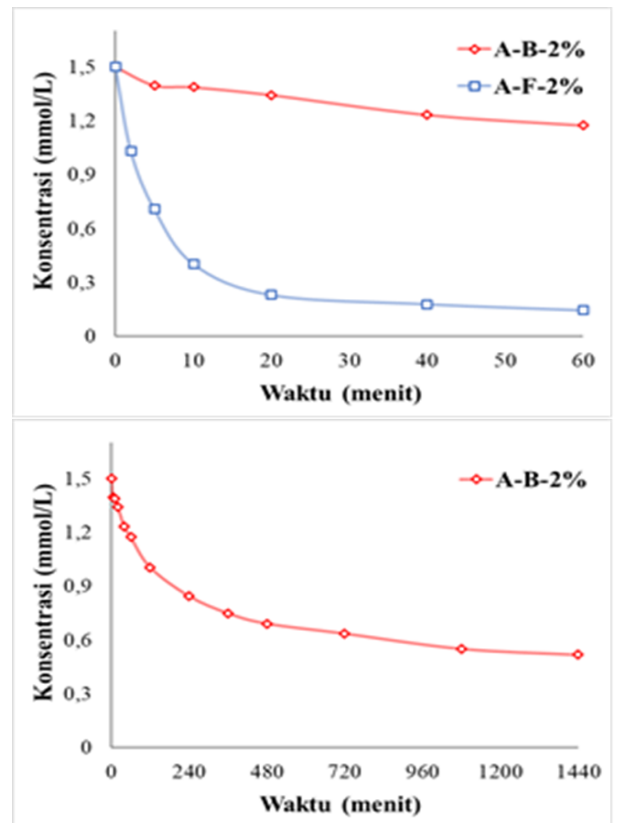 A-B-2%
A-F-2%
Konsentrasi (mmol/L)
1,5
1.2
0,9
0,6
0,3
0
0 10 20 30 40 50 60
Waktu (menit)
A-B-2%
Konsentrasi (mmol/L)
1,5
1.2
0,9
0,6
0,3
0
0 240 480 720 960 1200 1440
Waktu (menit)